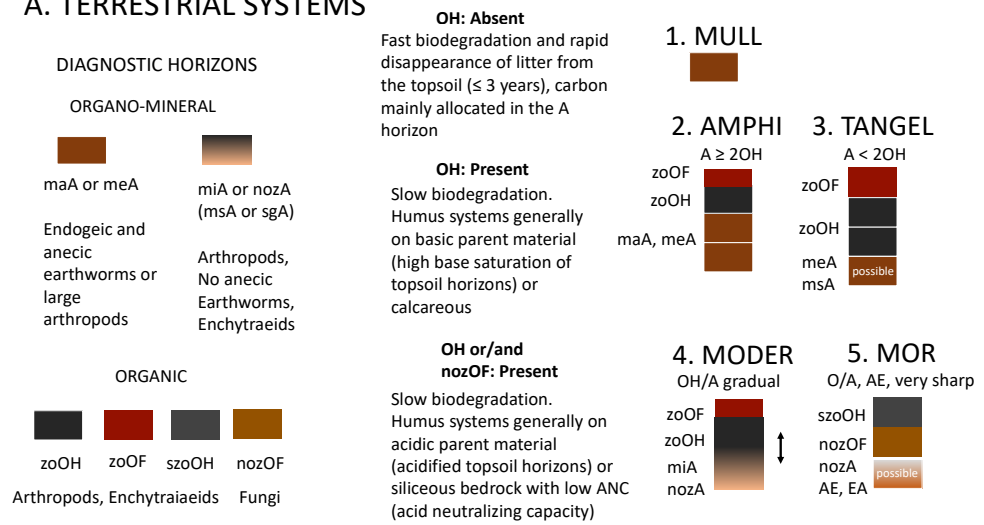 A. TERRESTRIAL SYSTEMS
DIAGNOSTIC HORIZONS
ORGANO-MINERAL
maA or meA
Endogeic and
anecic
earthworms or
large
arthropods
miA or nozA
(msA or sgA)
Arthropods,
No anecic
Earthworms,
Enchytraeids
ORGANIC
zoOH
zoOF
szoOH
nozOF
Arthropods, Enchytraiaeids
Fungi
OH: Absent
Fast biodegradation and rapid
disappearance of litter from
the topsoil (≤ 3 years), carbon
mainly allocated in the A
horizon
1. MULL
OH: Present
Slow biodegradation.
Humus systems generally
on basic parent material
(high base saturation of
topsoil horizons) or
calcareous
2. AMPHI
A ≥ 2OH
zoOF
zoOH
maA, meA
3. TANGEL
A < 2OH
zoOF
zoOH
meA
msA
possible
OH or/and
nozOF: Present
Slow biodegradation.
Humus systems generally on
acidic parent material
(acidified topsoil horizons) or
siliceous bedrock with low ANC
(acid neutralizing capacity)
4. MODER
OH/A gradual
zoOF
zoOH
miA
nozA
5. MOR
O/A, AE, very sharp
szoOH
nozOF
nozA
AE, EA
possible